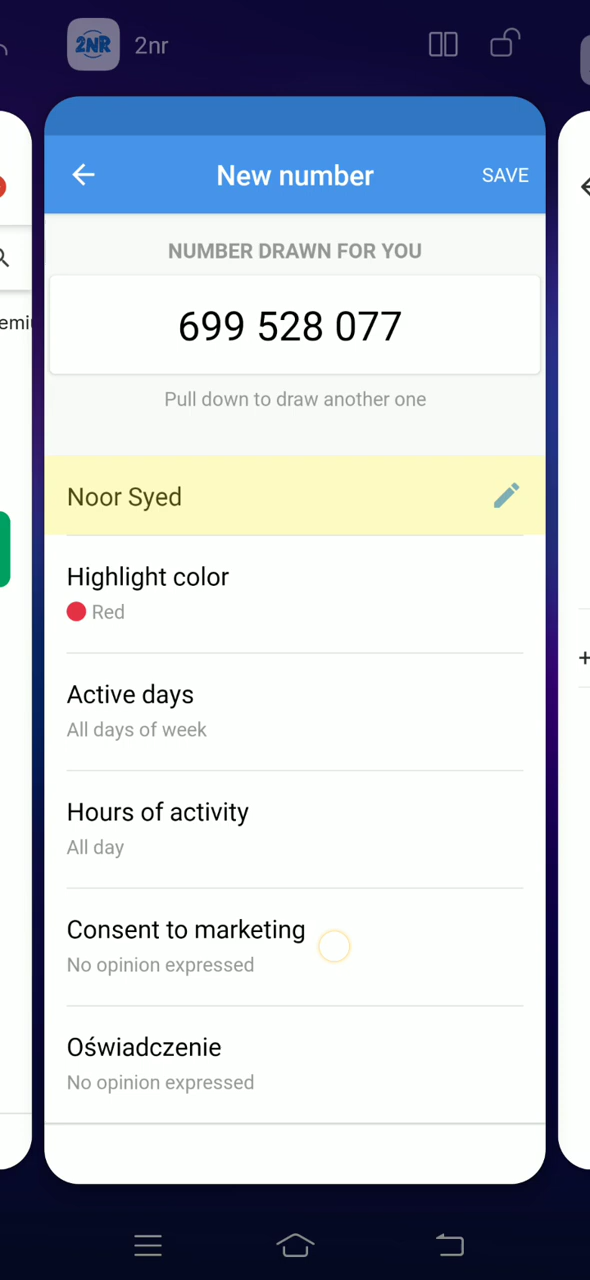 2NR
2nr
New number
SAVE
NUMBER DRAWN FOR YOU
699 528 077
Pull down to draw another one
Noor Syed
Highlight color
Red
Active days
All days of week
Hours of activity
All day
Consent to marketing
No opinion expressed
Oświadczenie
No opinion expressed